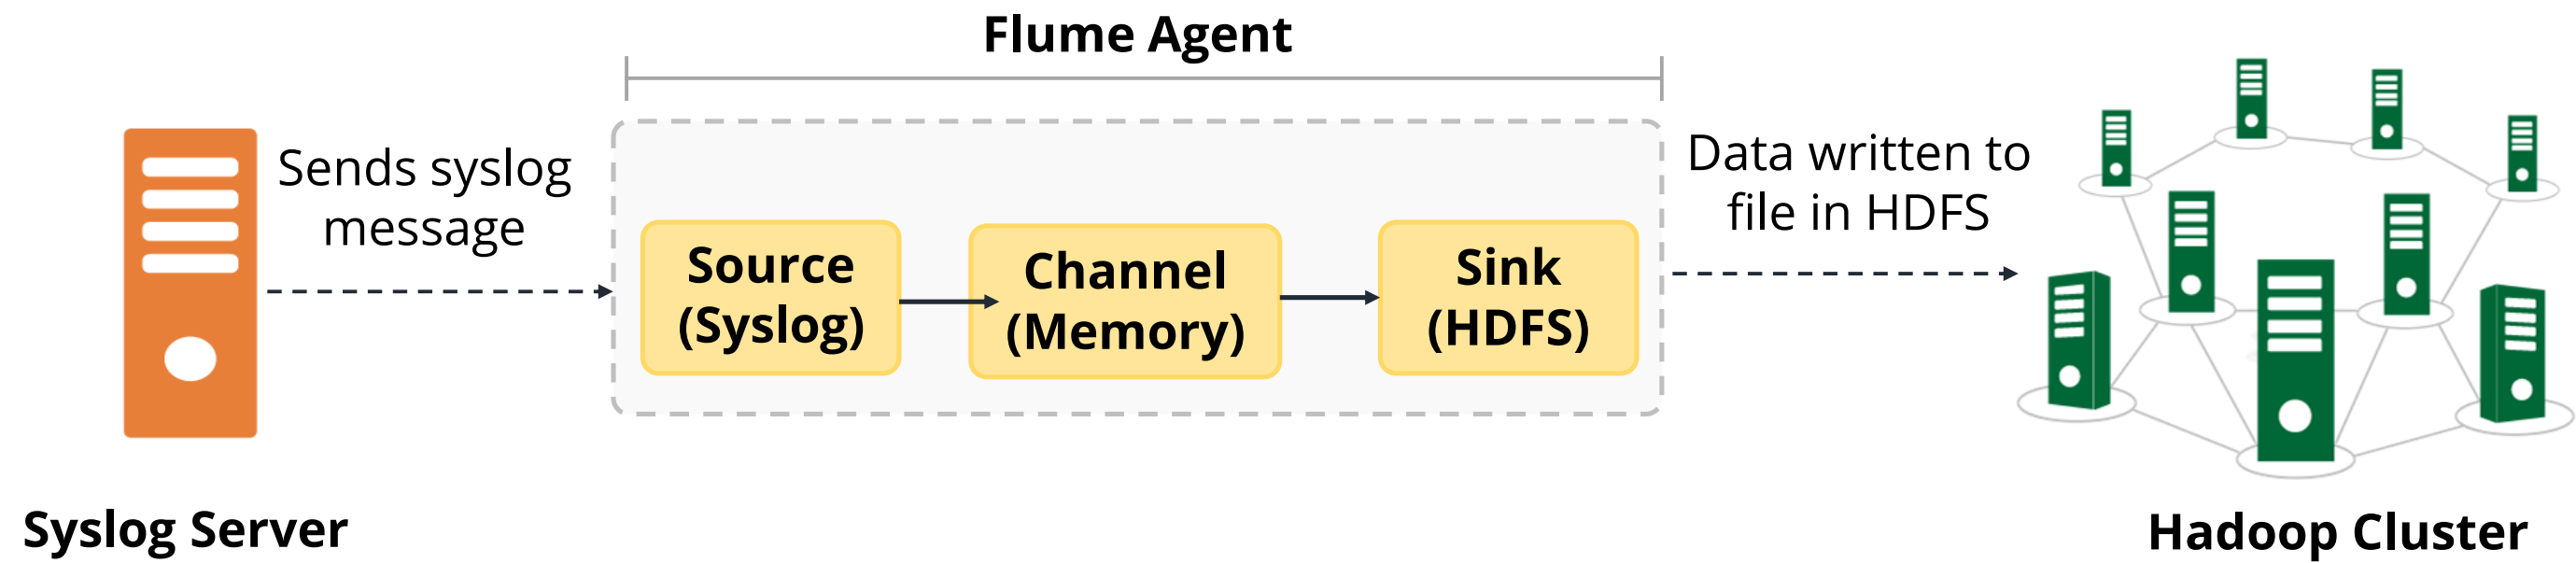 Flume Agent
Sends syslog
message
Source
(Syslog)
Channel
(Memory)
Sink
(HDFS)
Data written to
file in HDFS
Syslog Server
Hadoop Cluster